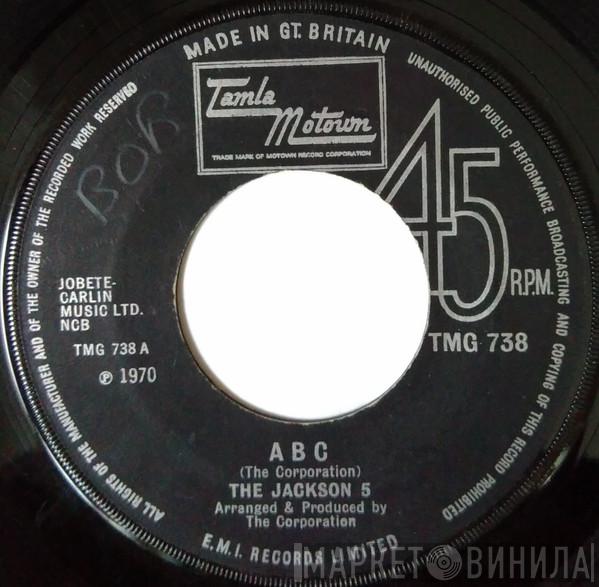 MADE IN GT. BRITAIN
UNAUTHORISED PUBLIC PERFORMANCE BROADCASTING AND COPYING OF THIS RECORD PROHIBITED
ALL RIGHTS OF THE MANUFACTURER AND OF THE OWNER OF THE RECORDED WORK RESERVED
Tamla
Motown
TRADE MARK OF MOTOWN RECORD CORPORATION
BOB
45
R.P.M.
JOBETE-
CARLIN
MUSIC LTD.
NCB
TMG 738 A
℗ 1970
TMG 738
A B C
(The Corporation)
THE JACKSON 5
Arranged & Produced by
The Corporation
E.M.I. RECORDS LIMITED
МАРКЕТ ВИНИЛА